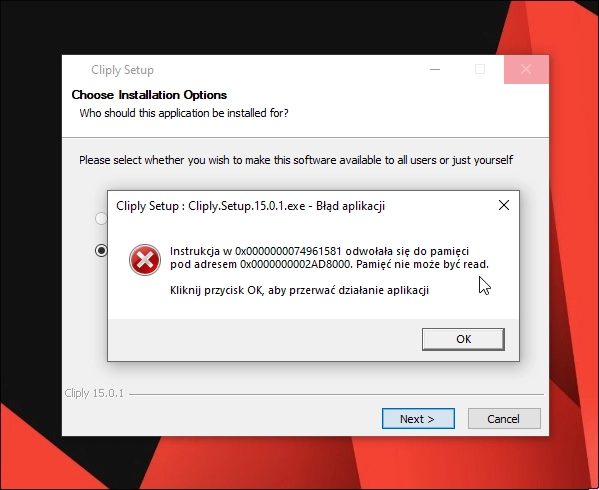 Cliply Setup
Choose Installation Options
Who should this application be installed for?
Please select whether you wish to make this software available to all users or just yourself
Cliply Setup : Cliply.Setup.15.0.1.exe - Błąd aplikacji
Instrukcja w 0x0000000074961581 odwołała się do pamięci
pod adresem 0x0000000002AD8000. Pamięć nie może być read.
Kliknij przycisk OK, aby przerwać działanie aplikacji
OK
Cliply 15.0.1
Next >
Cancel